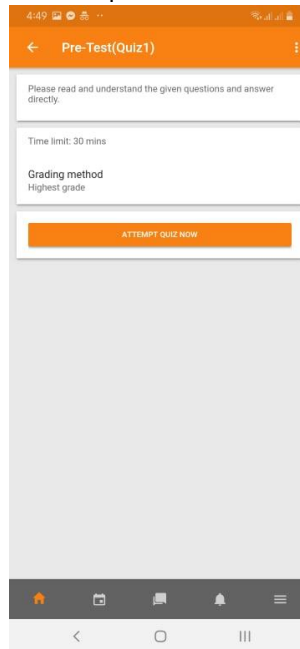 4:49
Pre-Test(Quiz1)
Please read and understand the given questions and answer
directly.
Time limit: 30 mins
Grading method
Highest grade
ATTEMPT QUIZ NOW